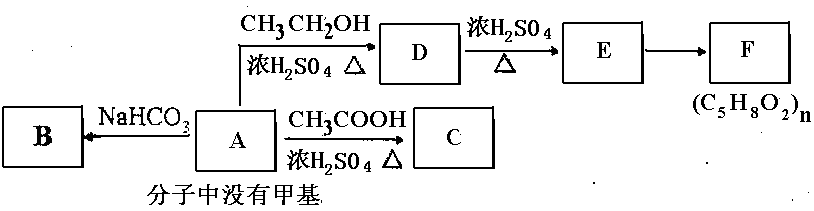 CH₃CH₂OH
浓H₂SO₄ △
D
浓H₂SO₄
△
E
F
(C₅H₈O₂)n
B
NaHCO₃
A
CH₃COOH
浓H₂SO₄ △
C
分子中没有甲基